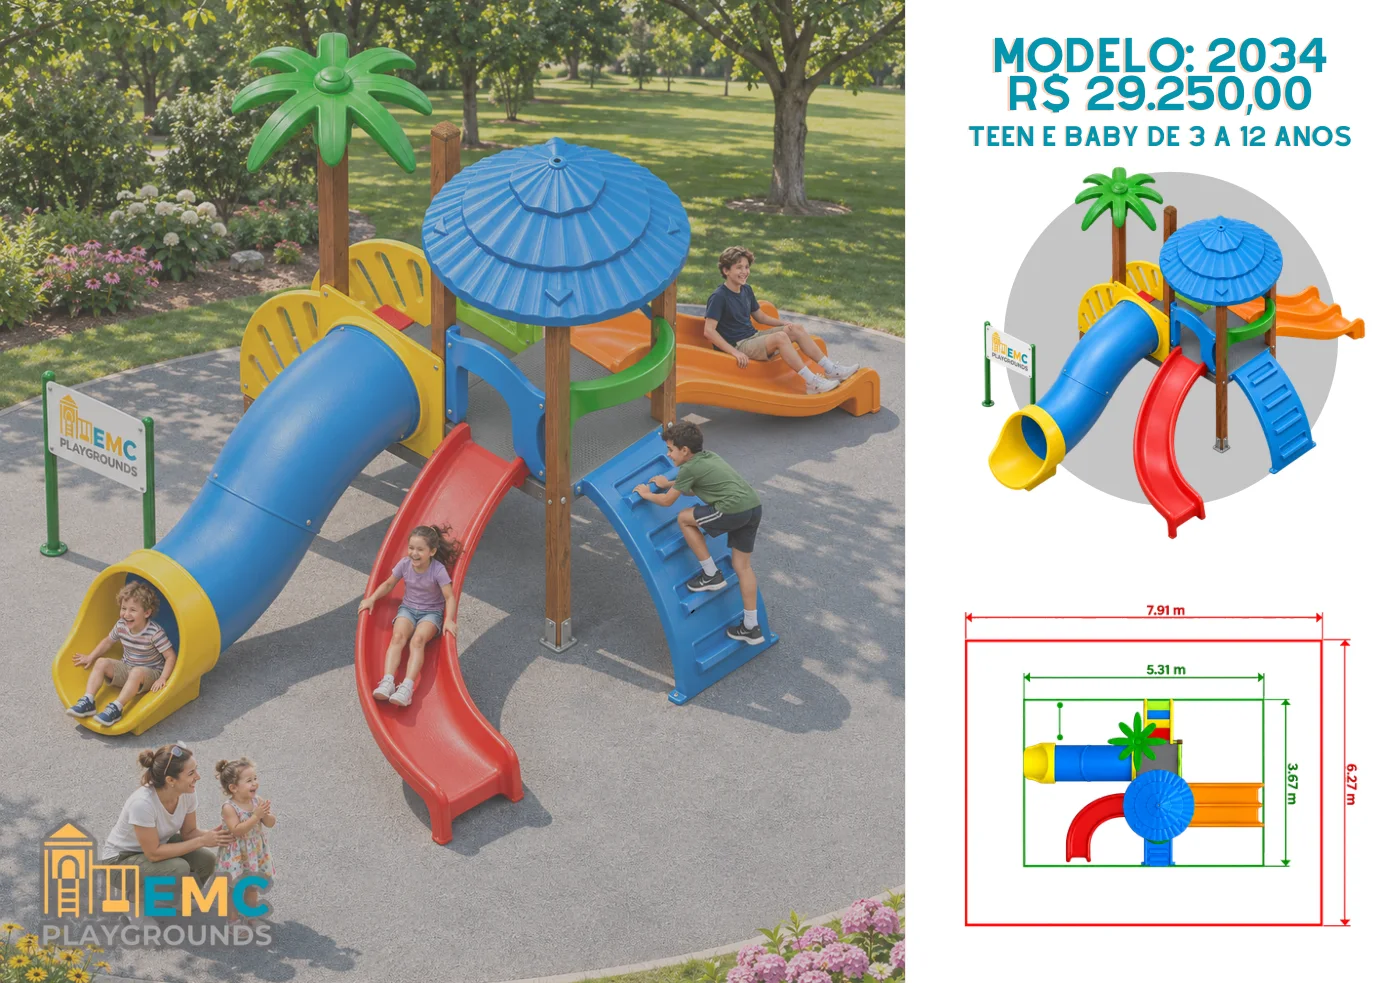 MODELO: 2034
R$ 29.250,00
TEEN E BABY DE 3 A 12 ANOS
EMC
PLAYGROUNDS
EMC
PLAYGROUNDS
7.91 m
5.31 m
3.67 m
6.27 m
EMC
PLAYGROUNDS